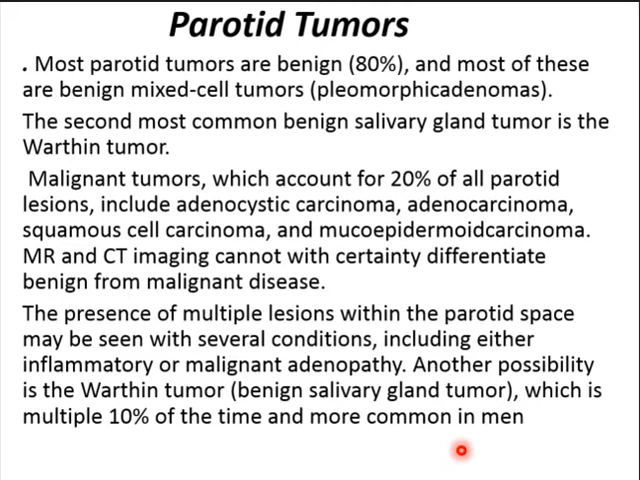 Parotid Tumors
. Most parotid tumors are benign (80%), and most of these
are benign mixed-cell tumors (pleomorphicadenomas).
The second most common benign salivary gland tumor is the
Warthin tumor.
Malignant tumors, which account for 20% of all parotid
lesions, include adenocystic carcinoma, adenocarcinoma,
squamous cell carcinoma, and mucoepidermoidcarcinoma.
MR and CT imaging cannot with certainty differentiate
benign from malignant disease.
The presence of multiple lesions within the parotid space
may be seen with several conditions, including either
inflammatory or malignant adenopathy. Another possibility
is the Warthin tumor (benign salivary gland tumor), which is
multiple 10% of the time and more common in men